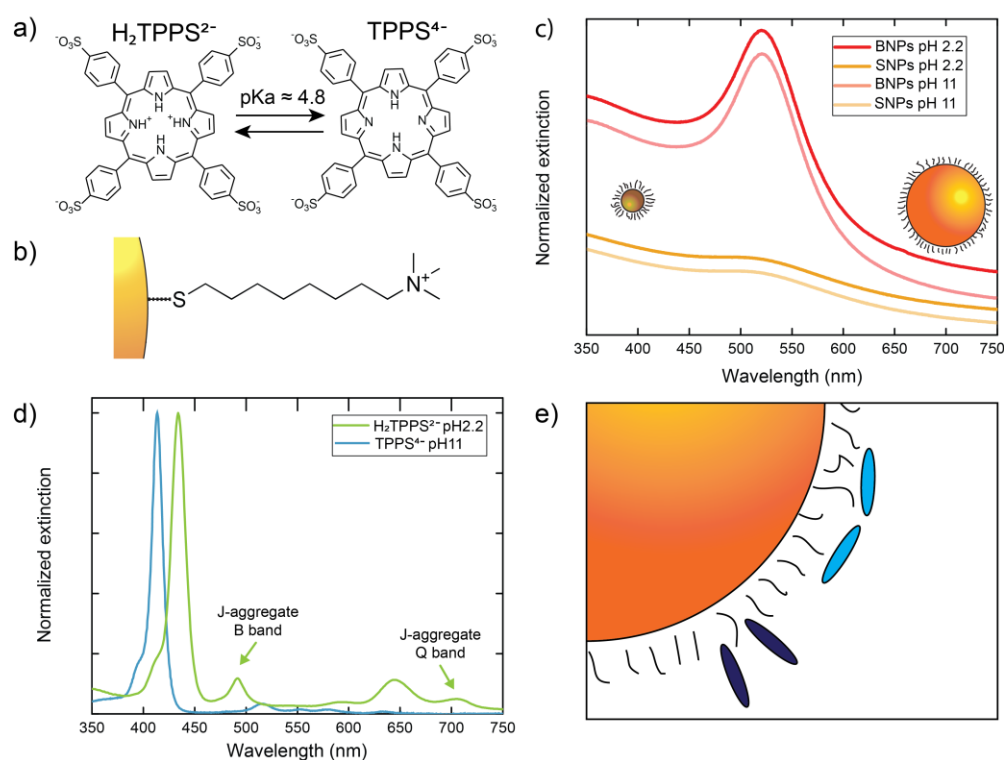 a)
H₂TPPS²⁻
TPPS⁴⁻
⁻O₃S
SO₃⁻
⁻O₃S
SO₃⁻
NH
NH⁺
⁺HN
H
N
pKa ≈ 4.8
NH
N
N
H
N
⁻O₃S
SO₃⁻
⁻O₃S
SO₃⁻
b)
S
N⁺
c)
Normalized extinction
BNPs pH 2.2
SNPs pH 2.2
BNPs pH 11
SNPs pH 11
350 400 450 500 550 600 650 700 750
Wavelength (nm)
d)
Normalized extinction
H₂TPPS²⁻ pH2.2
TPPS⁴⁻ pH11
J-aggregate
B band
J-aggregate
Q band
350 400 450 500 550 600 650 700 750
Wavelength (nm)
e)